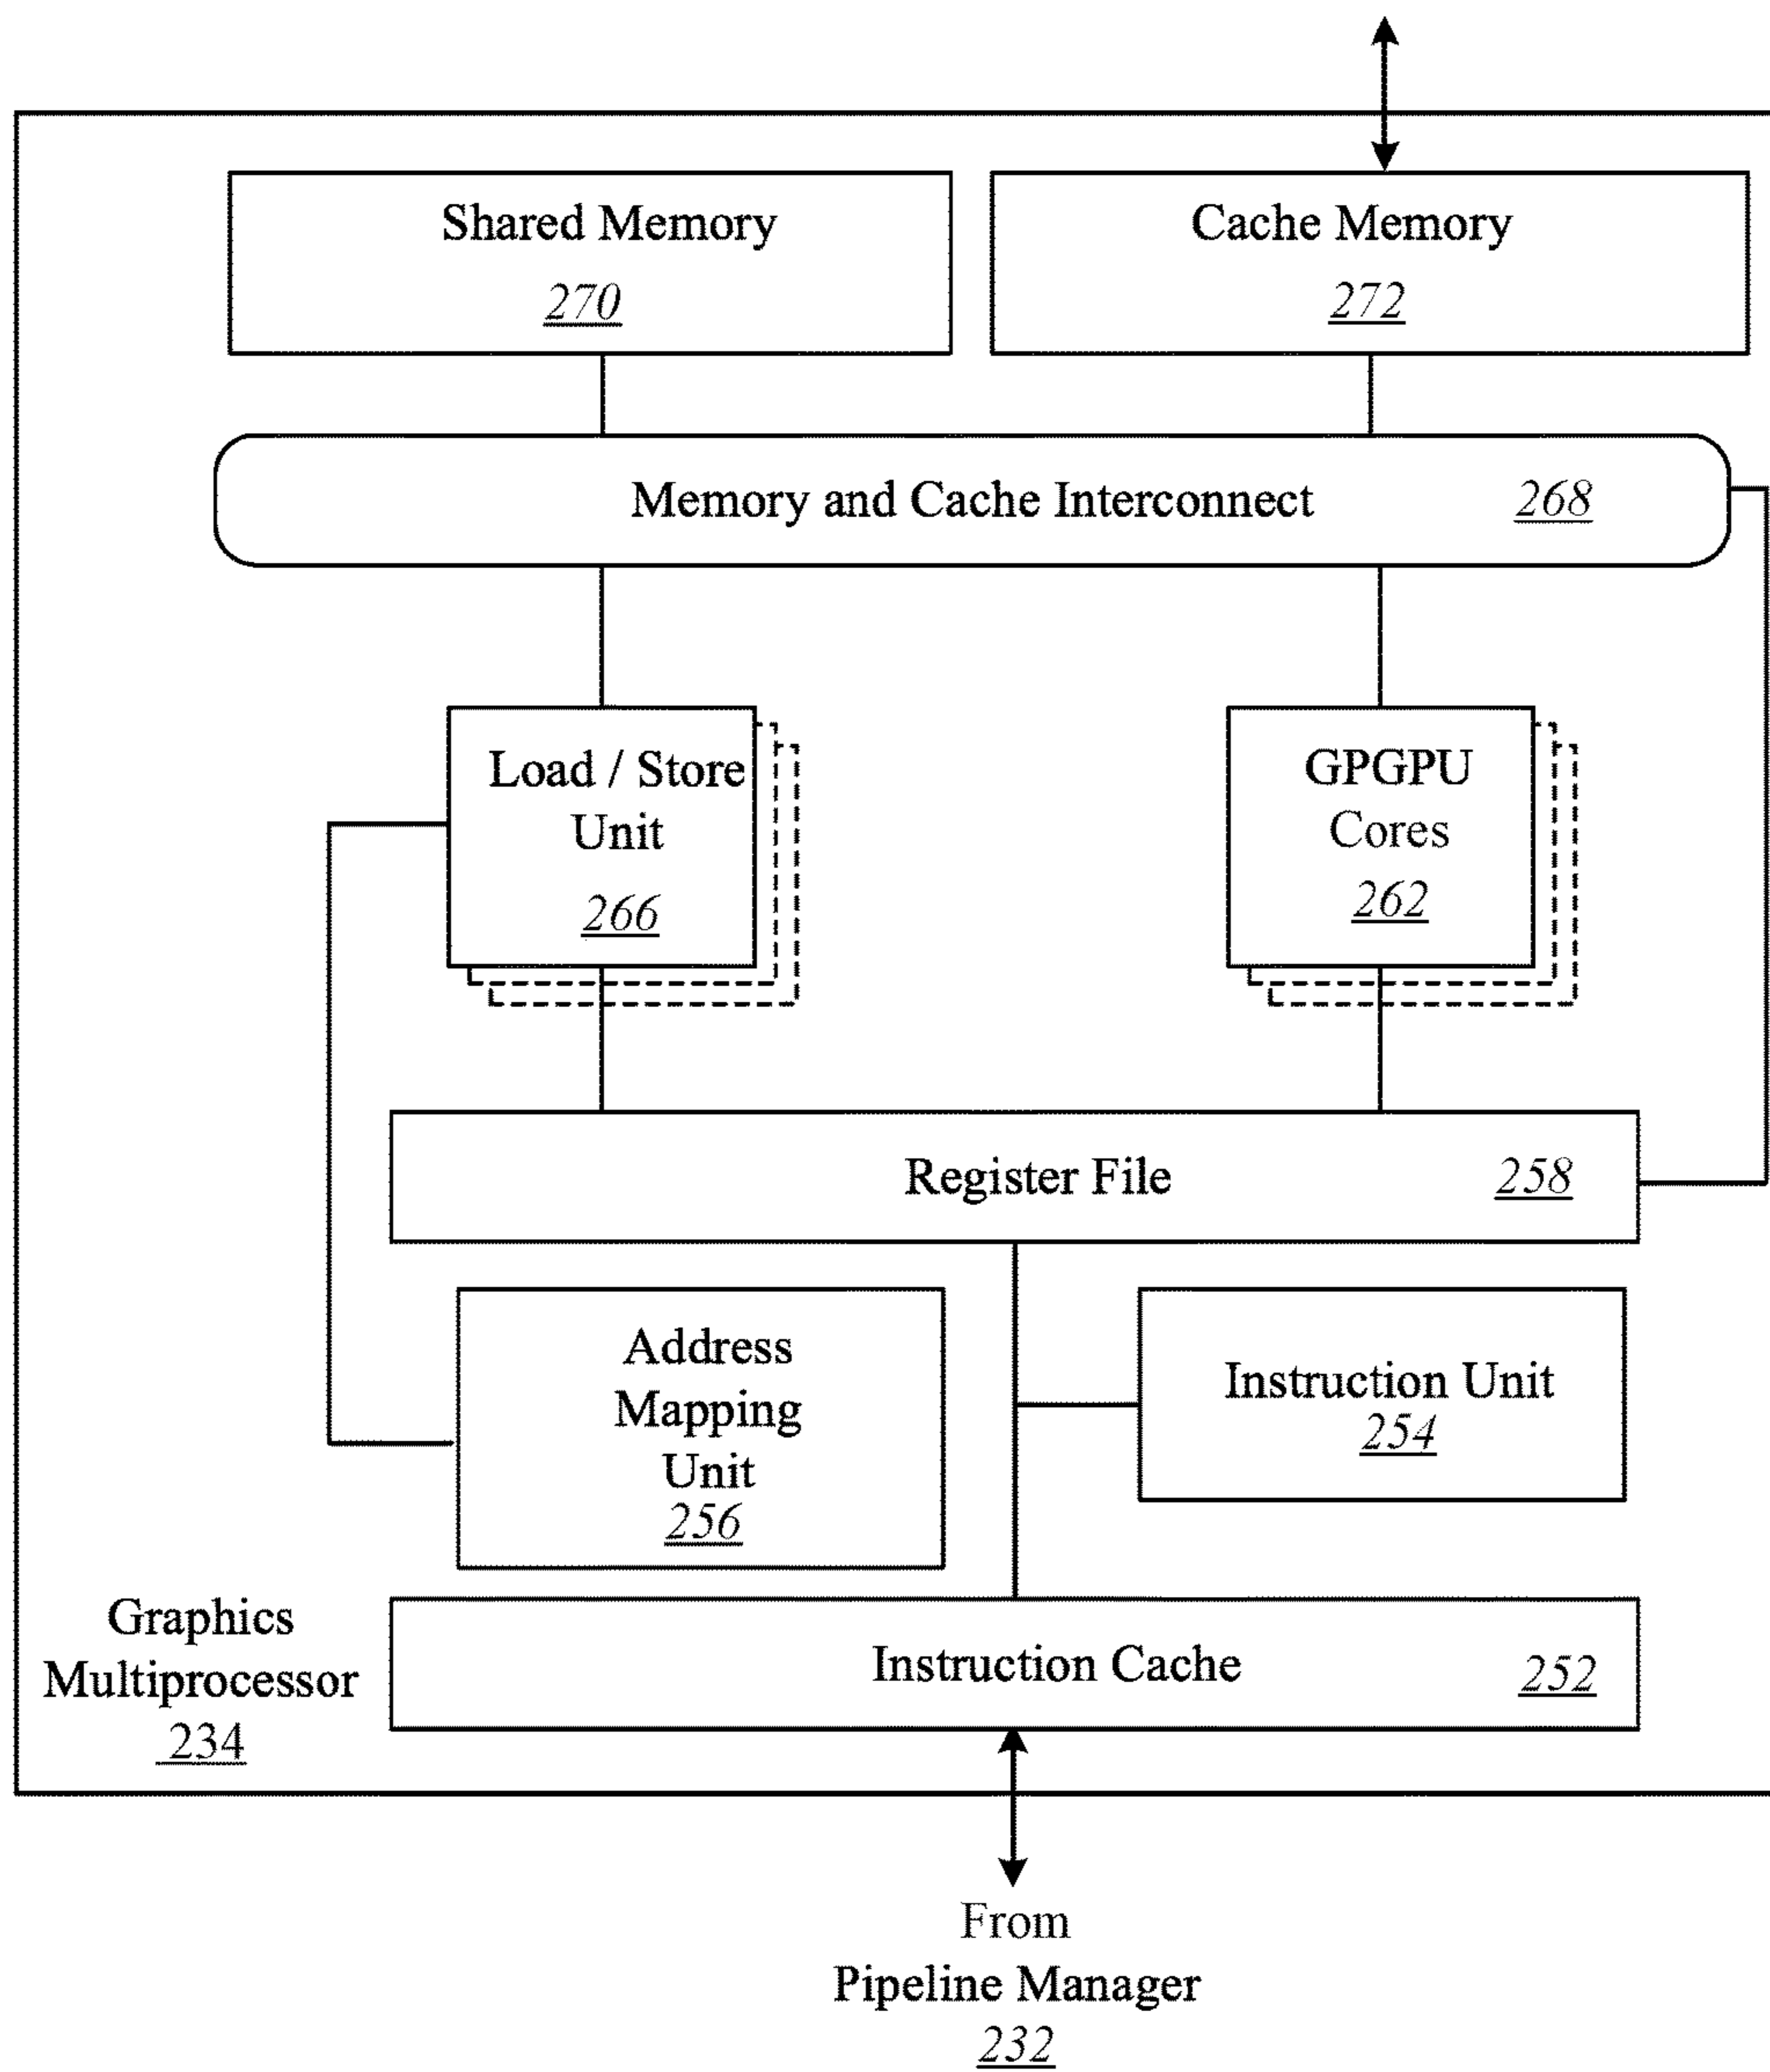 Shared Memory
270
Cache Memory
272
Memory and Cache Interconnect 268
Load / Store
Unit
266
GPGPU
Cores
262
Register File 258
Address
Mapping
Unit
256
Instruction Unit
254
Graphics
Multiprocessor
234
Instruction Cache 252
From
Pipeline Manager
232